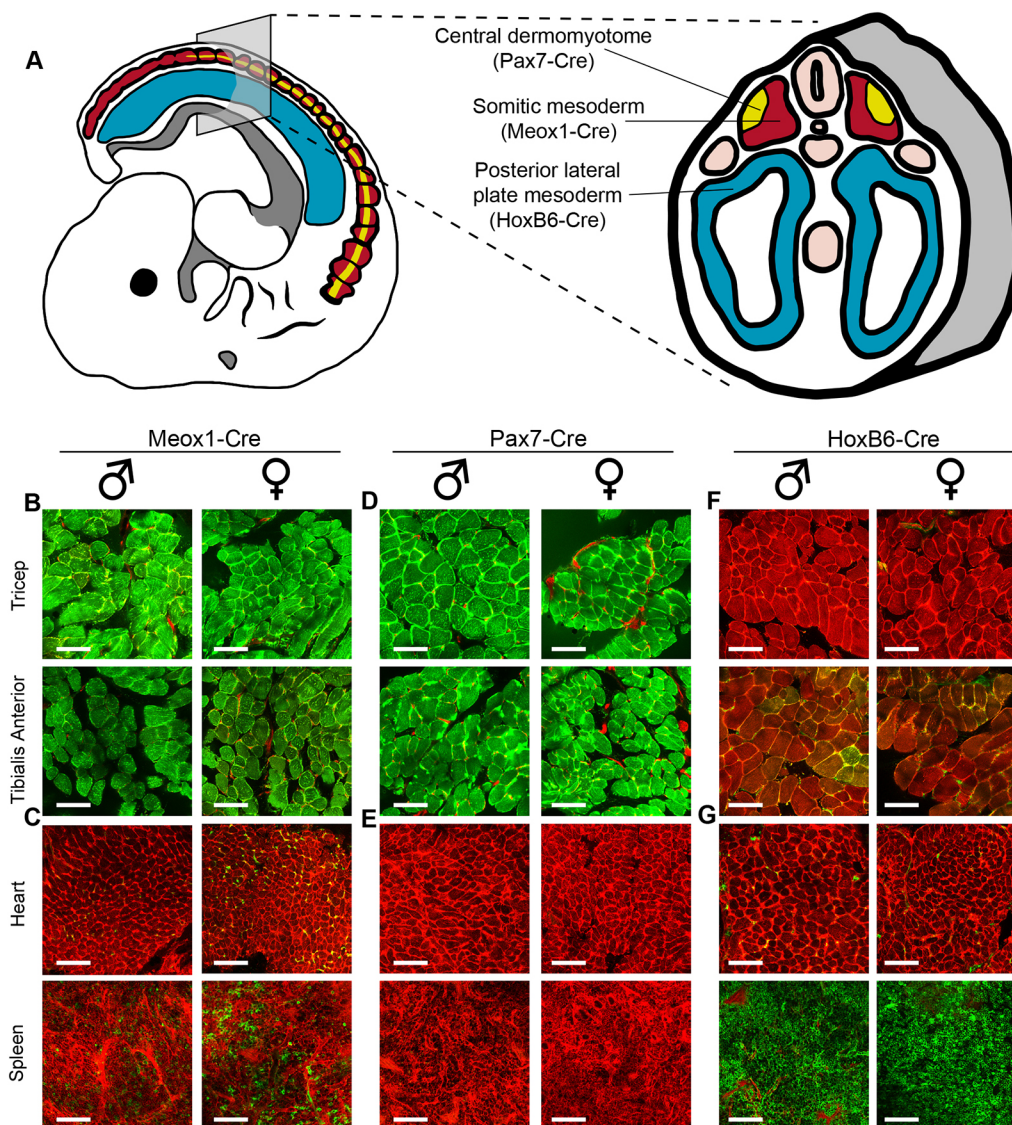 A
Central dermomyotome
(Pax7-Cre)
Somitic mesoderm
(Meox1-Cre)
Posterior lateral
plate mesoderm
(HoxB6-Cre)
Meox1-Cre
Pax7-Cre
HoxB6-Cre
♂ ♀ ♂ ♀ ♂ ♀
B
D
F
Tricep
Tibialis Anterior
C
E
G
Heart
Spleen